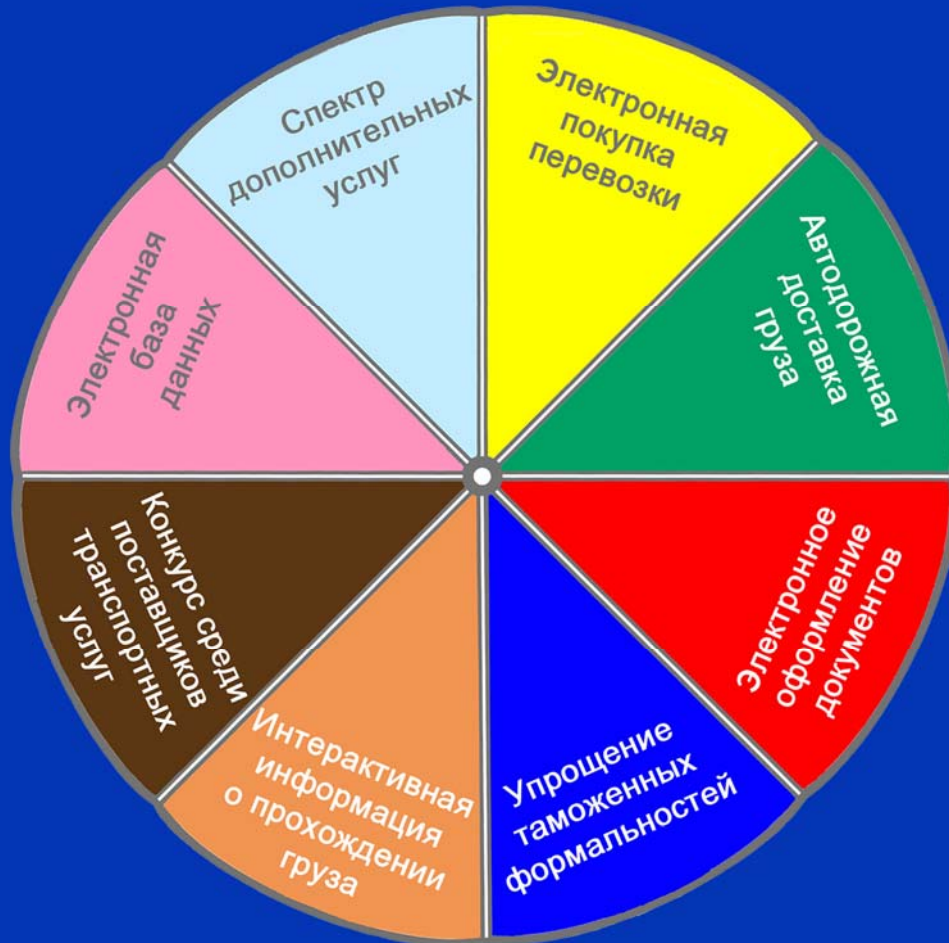 Электронная
покупка
перевозки
Автодорожная
доставка
груза
Электронное
оформление
документов
Упрощение
таможенных
формальностей
Интерактивная
информация
о прохождении
груза
Конкурс среди
поставщиков
транспортных
услуг
Электронная
база
данных
Спектр
дополнительных
услуг